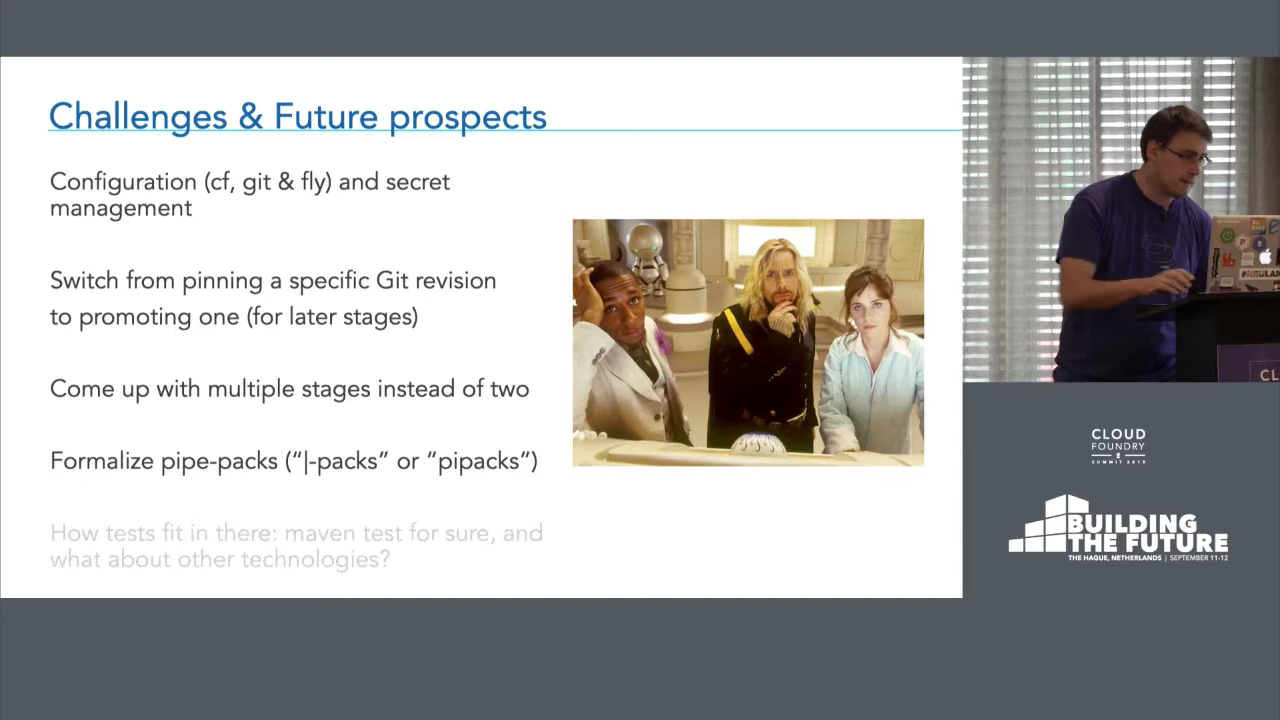 Challenges & Future prospects
Configuration (cf, git & fly) and secret
management
Switch from pinning a specific Git revision
to promoting one (for later stages)
Come up with multiple stages instead of two
Formalize pipe-packs (“|-packs” or “pipacks”)
How tests fit in there: maven test for sure, and
what about other technologies?
CL
CLOUD
FOUNDRY
SUMMIT 2019
BUILDING
THE FUTURE
THE HAGUE, NETHERLANDS | SEPTEMBER 11-12